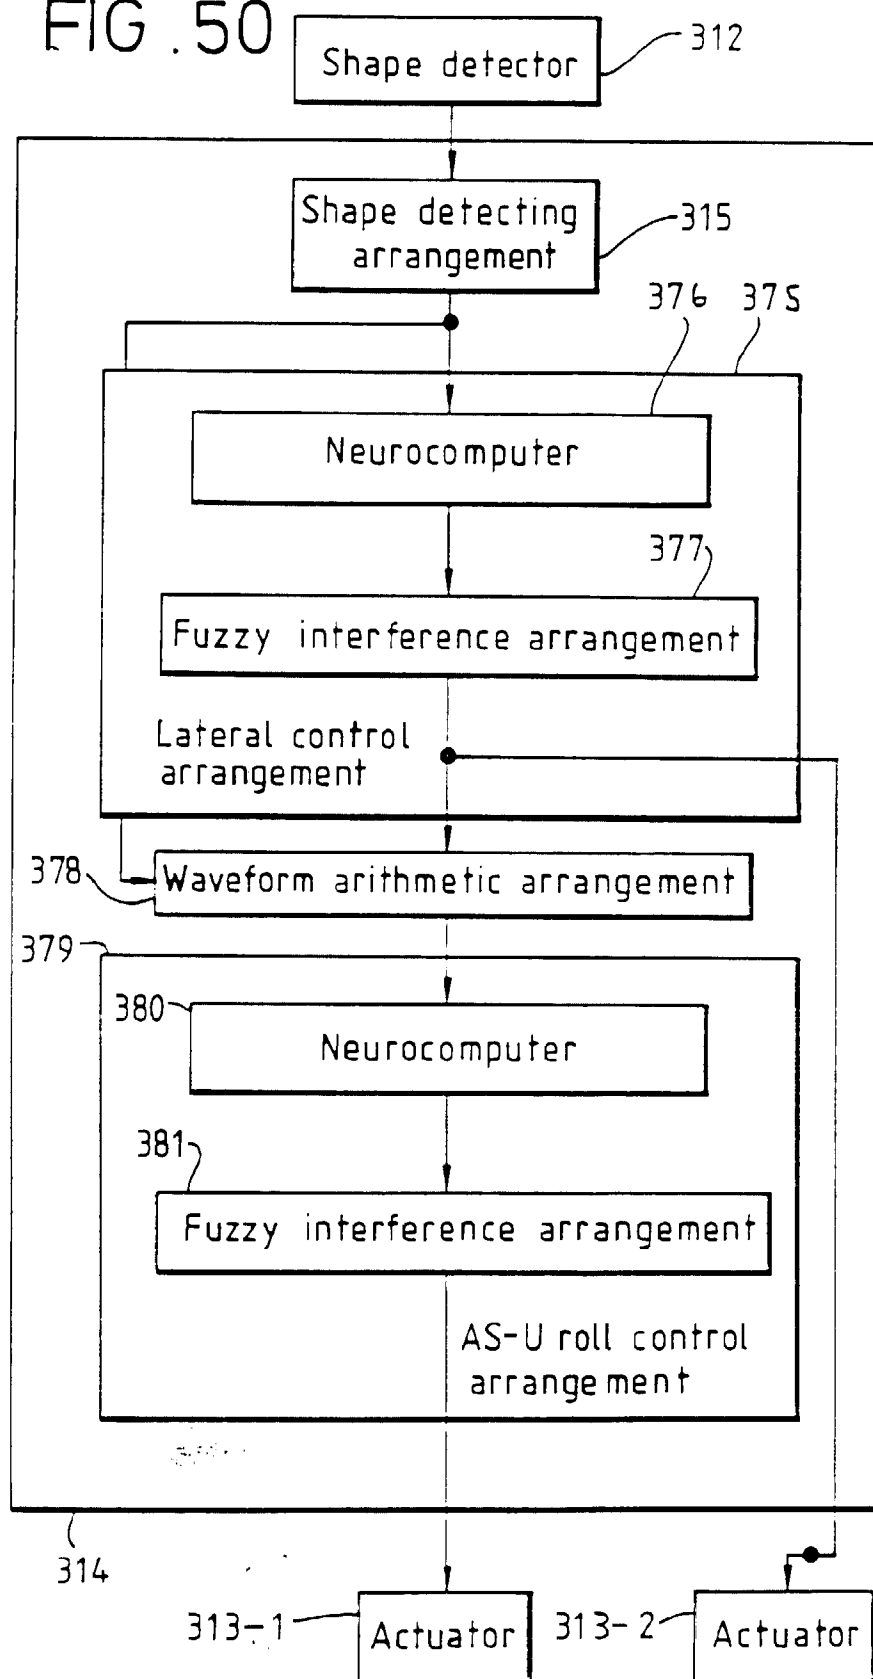 FIG.50
Shape detector
312
Shape detecting
arrangement
315
376
375
Neurocomputer
377
Fuzzy interference arrangement
Lateral control
arrangement
378
Waveform arithmetic arrangement
379
380
Neurocomputer
381
Fuzzy interference arrangement
AS-U roll control
arrangement
314
313-1
Actuator
313-2
Actuator